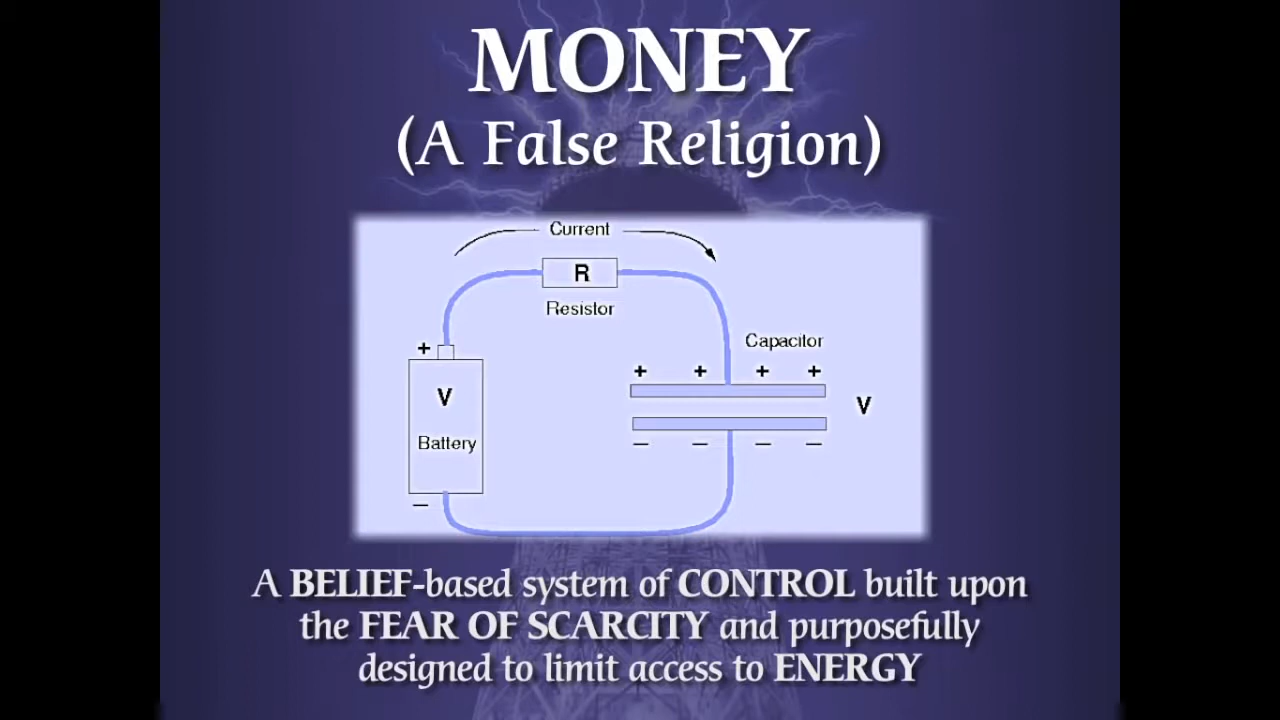 MONEY
(A False Religion)
Current
R
Resistor
Capacitor
+
+ + + +
V
V
Battery
– – – –
–
A BELIEF-based system of CONTROL built upon
the FEAR OF SCARCITY and purposefully
designed to limit access to ENERGY